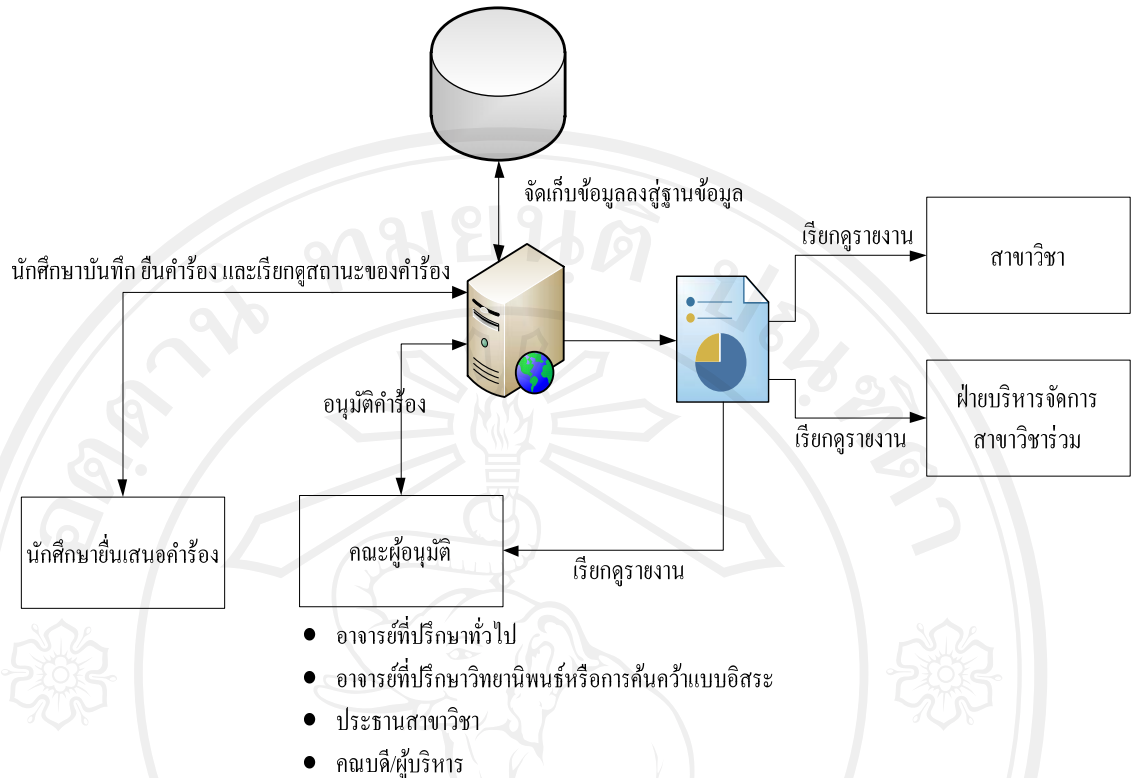 จัดเก็บข้อมูลลงสู่ฐานข้อมูล
เรียกดูรายงาน
สาขาวิชา
นักศึกษาบันทึก ยื่นคำร้อง และเรียกดูสถานะของคำร้อง
อนุมัติคำร้อง
ฝ่ายบริหารจัดการ
สาขาวิชาร่วม
เรียกดูรายงาน
นักศึกษายื่นเสนอคำร้อง
คณะผู้อนุมัติ
เรียกดูรายงาน
● อาจารย์ที่ปรึกษาทั่วไป
● อาจารย์ที่ปรึกษาวิทยานิพนธ์หรือการค้นคว้าแบบอิสระ
● ประธานสาขาวิชา
● คณบดี/ผู้บริหาร